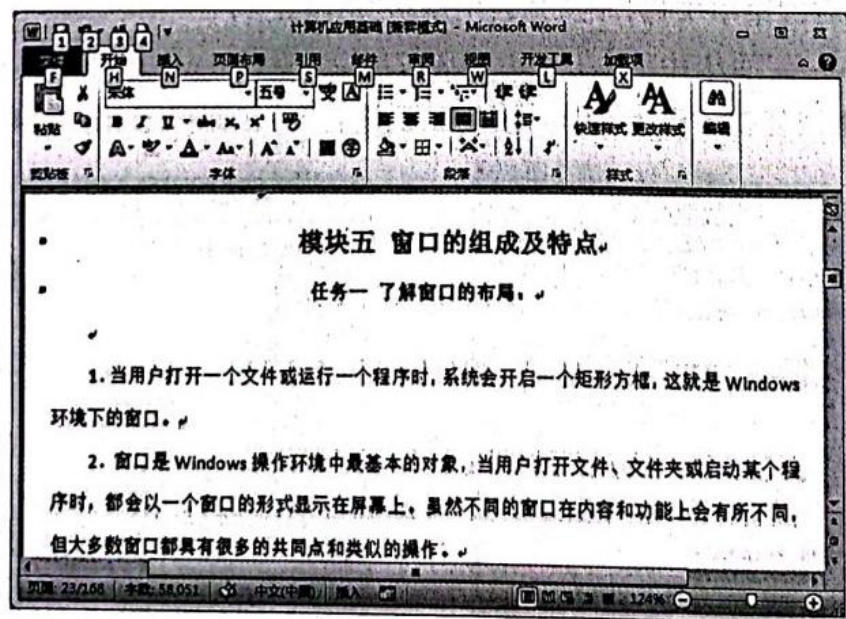 计算机应用基础 [兼容模式] - Microsoft Word
1 2 3 4
开始 插入 页面布局 引用 邮件 审阅 视图 开发工具 加载项
F H N P S M R W L X
宋体 五号
粘贴 B I U abc x₂ x² 快速样式 更改样式 编辑
A A Aa A A
剪贴板 字体 段落 样式
模块五 窗口的组成及特点
任务一 了解窗口的布局。
1. 当用户打开一个文件或运行一个程序时, 系统会开启一个矩形方框, 这就是 Windows
环境下的窗口。
2. 窗口是 Windows 操作环境中最基本的对象, 当用户打开文件、文件夹或启动某个程
序时, 都会以一个窗口的形式显示在屏幕上。虽然不同的窗口在内容和功能上会有所不同,
但大多数窗口都具有很多的共同点和类似的操作。
页面: 23/168 字数: 58,051 中文(中国) 插入 124%